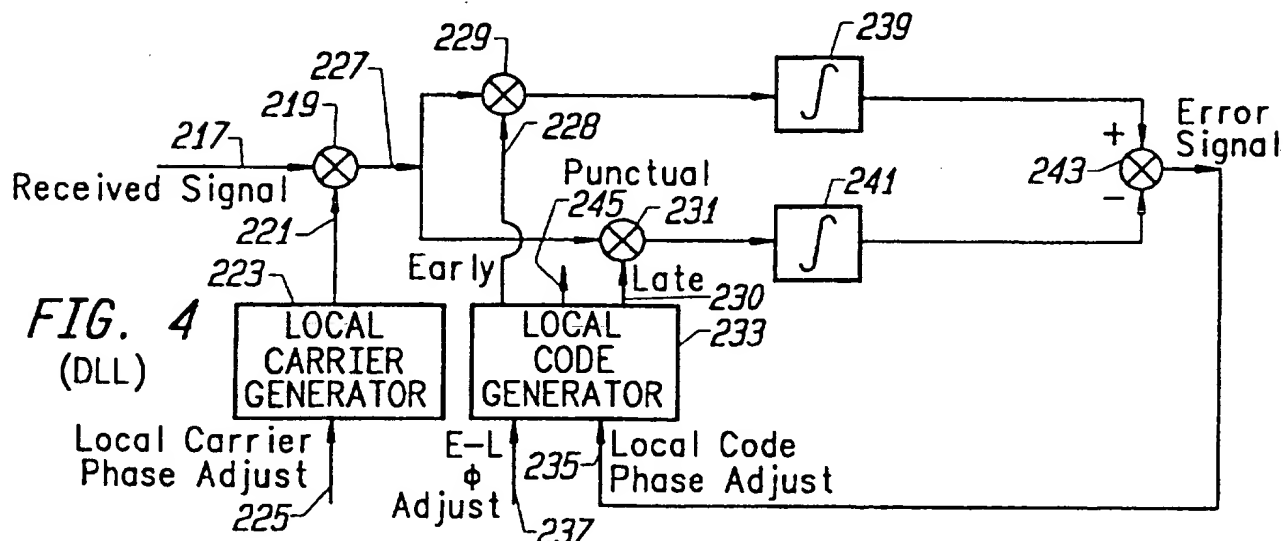 229
239
227
219
217
228
Error
Signal
+
Received Signal
Punctual
243
245
231
241
∫
∫
-
221
Early
Late
230
223
233
FIG. 4
(DLL)
LOCAL
CARRIER
GENERATOR
LOCAL
CODE
GENERATOR
Local Carrier
Phase Adjust
225
E-L
ϕ
Adjust
237
235
Local Code
Phase Adjust